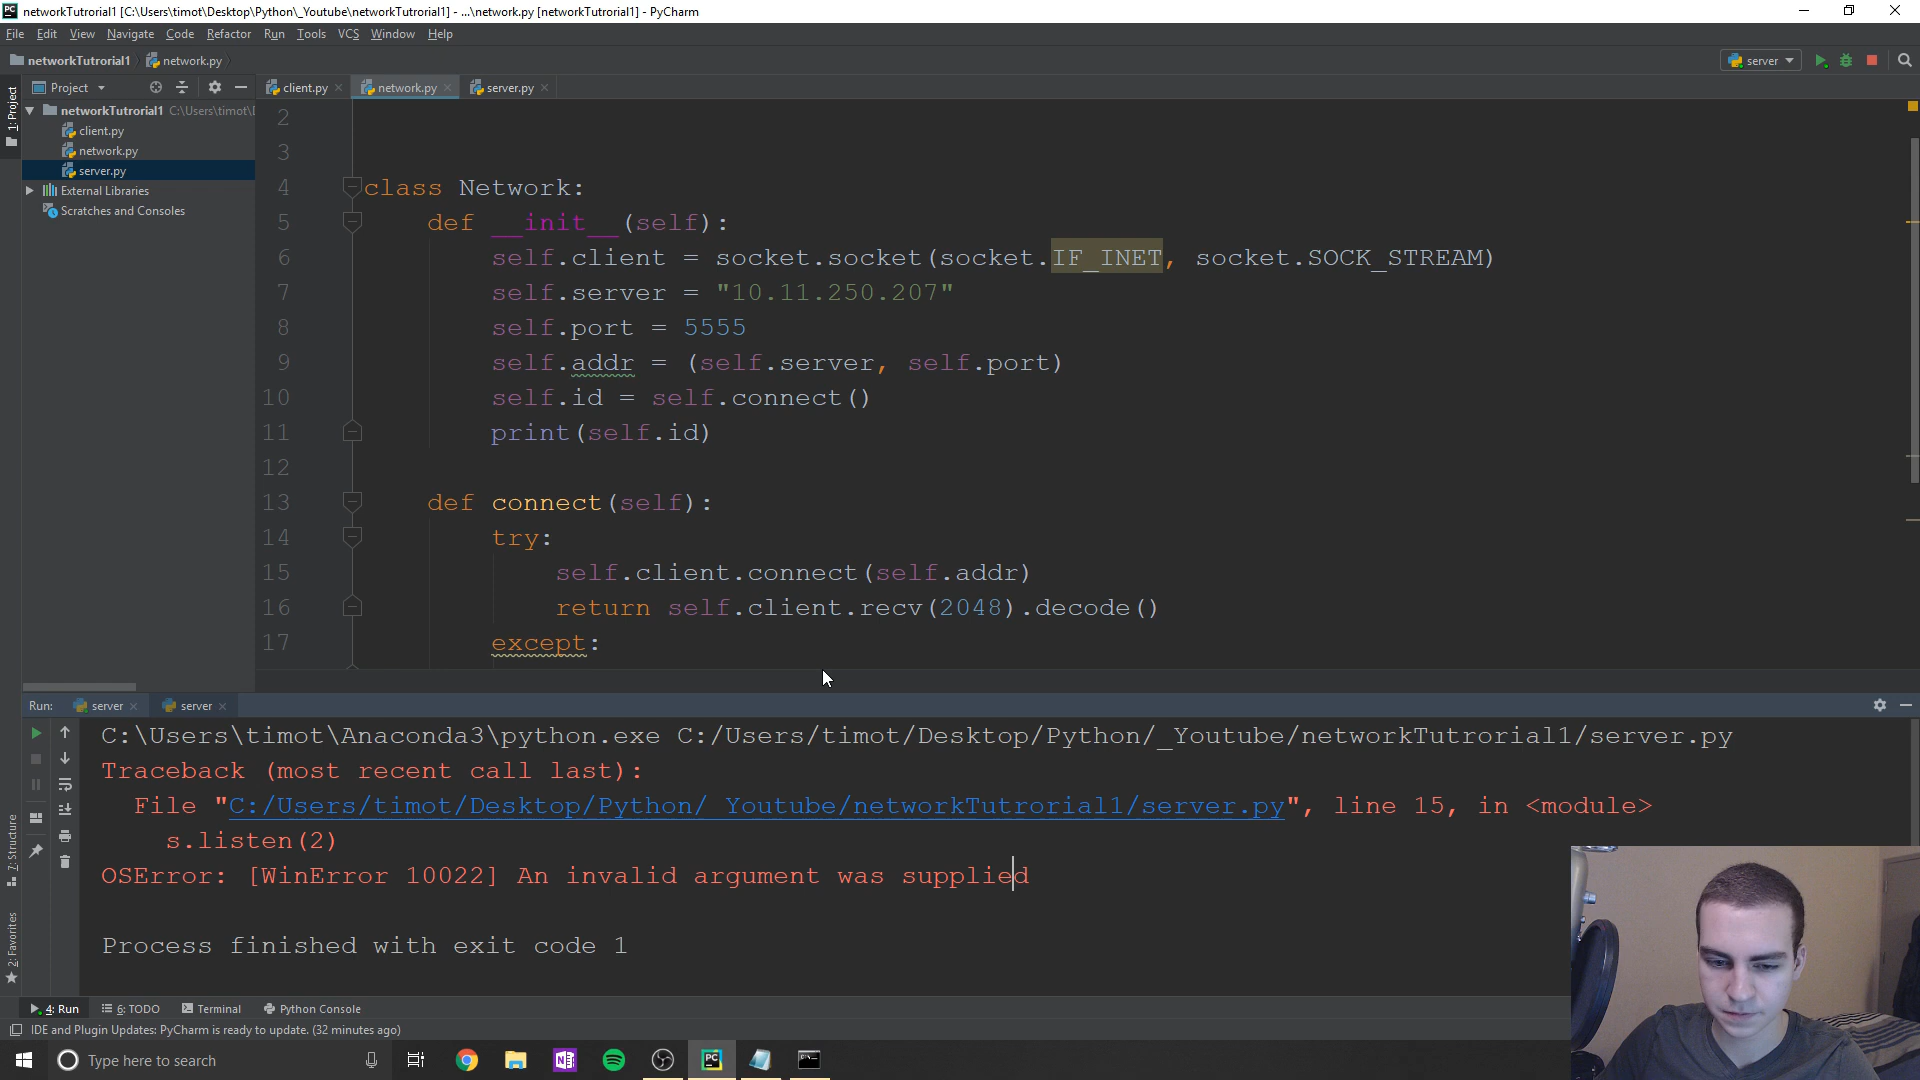 networkTutrorial1 [C:\Users\timot\Desktop\Python\_Youtube\networkTutrorial1] - ...\network.py [networkTutrorial1] - PyCharm
File Edit View Navigate Code Refactor Run Tools VCS Window Help
networkTutrorial1 network.py server
1: Project
Project client.py network.py server.py
networkTutrorial1 C:\Users\timot\
client.py
network.py
server.py
External Libraries
Scratches and Consoles
2
3
4 class Network:
5 def __init__(self):
6 self.client = socket.socket(socket.IF_INET, socket.SOCK_STREAM)
7 self.server = "10.11.250.207"
8 self.port = 5555
9 self.addr = (self.server, self.port)
10 self.id = self.connect()
11 print(self.id)
12
13 def connect(self):
14 try:
15 self.client.connect(self.addr)
16 return self.client.recv(2048).decode()
17 except:
Run: server server
C:\Users\timot\Anaconda3\python.exe C:/Users/timot/Desktop/Python/_Youtube/networkTutrorial1/server.py
Traceback (most recent call last):
File "C:/Users/timot/Desktop/Python/_Youtube/networkTutrorial1/server.py", line 15, in <module>
s.listen(2)
OSError: [WinError 10022] An invalid argument was supplied
Process finished with exit code 1
7: Structure
2: Favorites
4: Run 6: TODO Terminal Python Console
IDE and Plugin Updates: PyCharm is ready to update. (32 minutes ago)
Type here to search